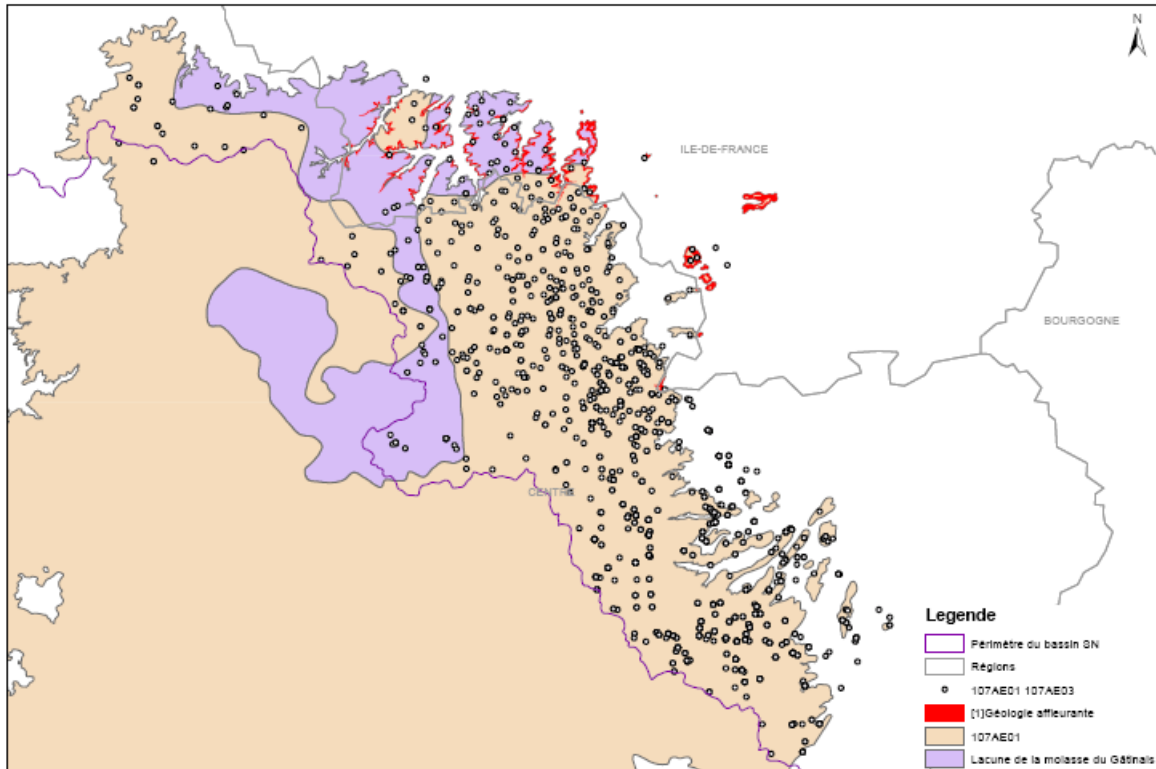 N
ILE-DE-FRANCE
BOURGOGNE
CENTRE
Legende
Périmètre du bassin SN
Régions
107AE01 107AE03
[1]Géologie affleurante
107AE01
Lacune de la molasse du Gâtinais